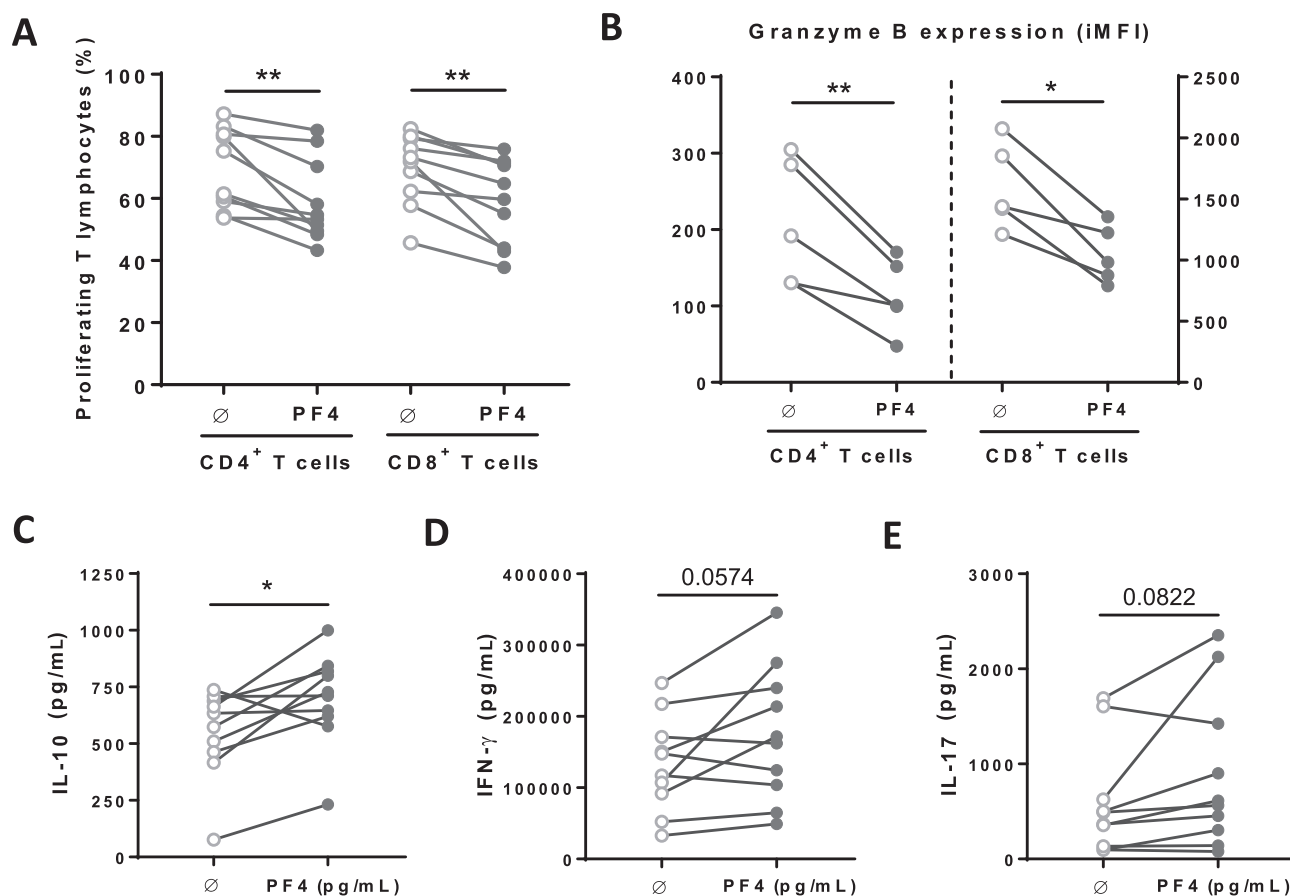 A
Proliferating T lymphocytes (%)
100
80
60
40
20
0
**
**
∅
PF4
∅
PF4
CD4+ T cells
CD8+ T cells
B
Granzyme B expression (iMFI)
400
300
200
100
0
**
*
2500
2000
1500
1000
500
0
∅
PF4
∅
PF4
CD4+ T cells
CD8+ T cells
C
IL-10 (pg/mL)
1250
1000
750
500
250
0
*
∅
PF4 (pg/mL)
D
IFN-γ (pg/mL)
400000
300000
200000
100000
0
0.0574
∅
PF4 (pg/mL)
E
IL-17 (pg/mL)
3000
2000
1000
0
0.0822
∅
PF4 (pg/mL)